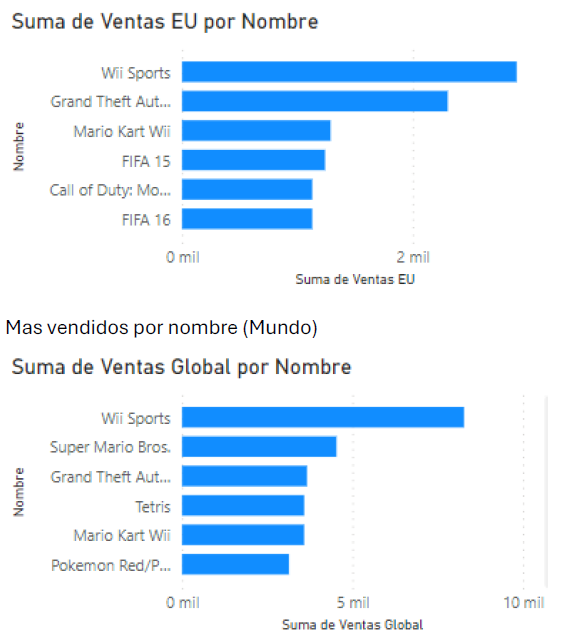 Suma de Ventas EU por Nombre
Wii Sports
Grand Theft Aut...
Mario Kart Wii
FIFA 15
Call of Duty: Mo...
FIFA 16
Nombre
0 mil
2 mil
Suma de Ventas EU
Mas vendidos por nombre (Mundo)
Suma de Ventas Global por Nombre
Wii Sports
Super Mario Bros.
Grand Theft Aut...
Tetris
Mario Kart Wii
Pokemon Red/P...
Nombre
0 mil
5 mil
10 mil
Suma de Ventas Global